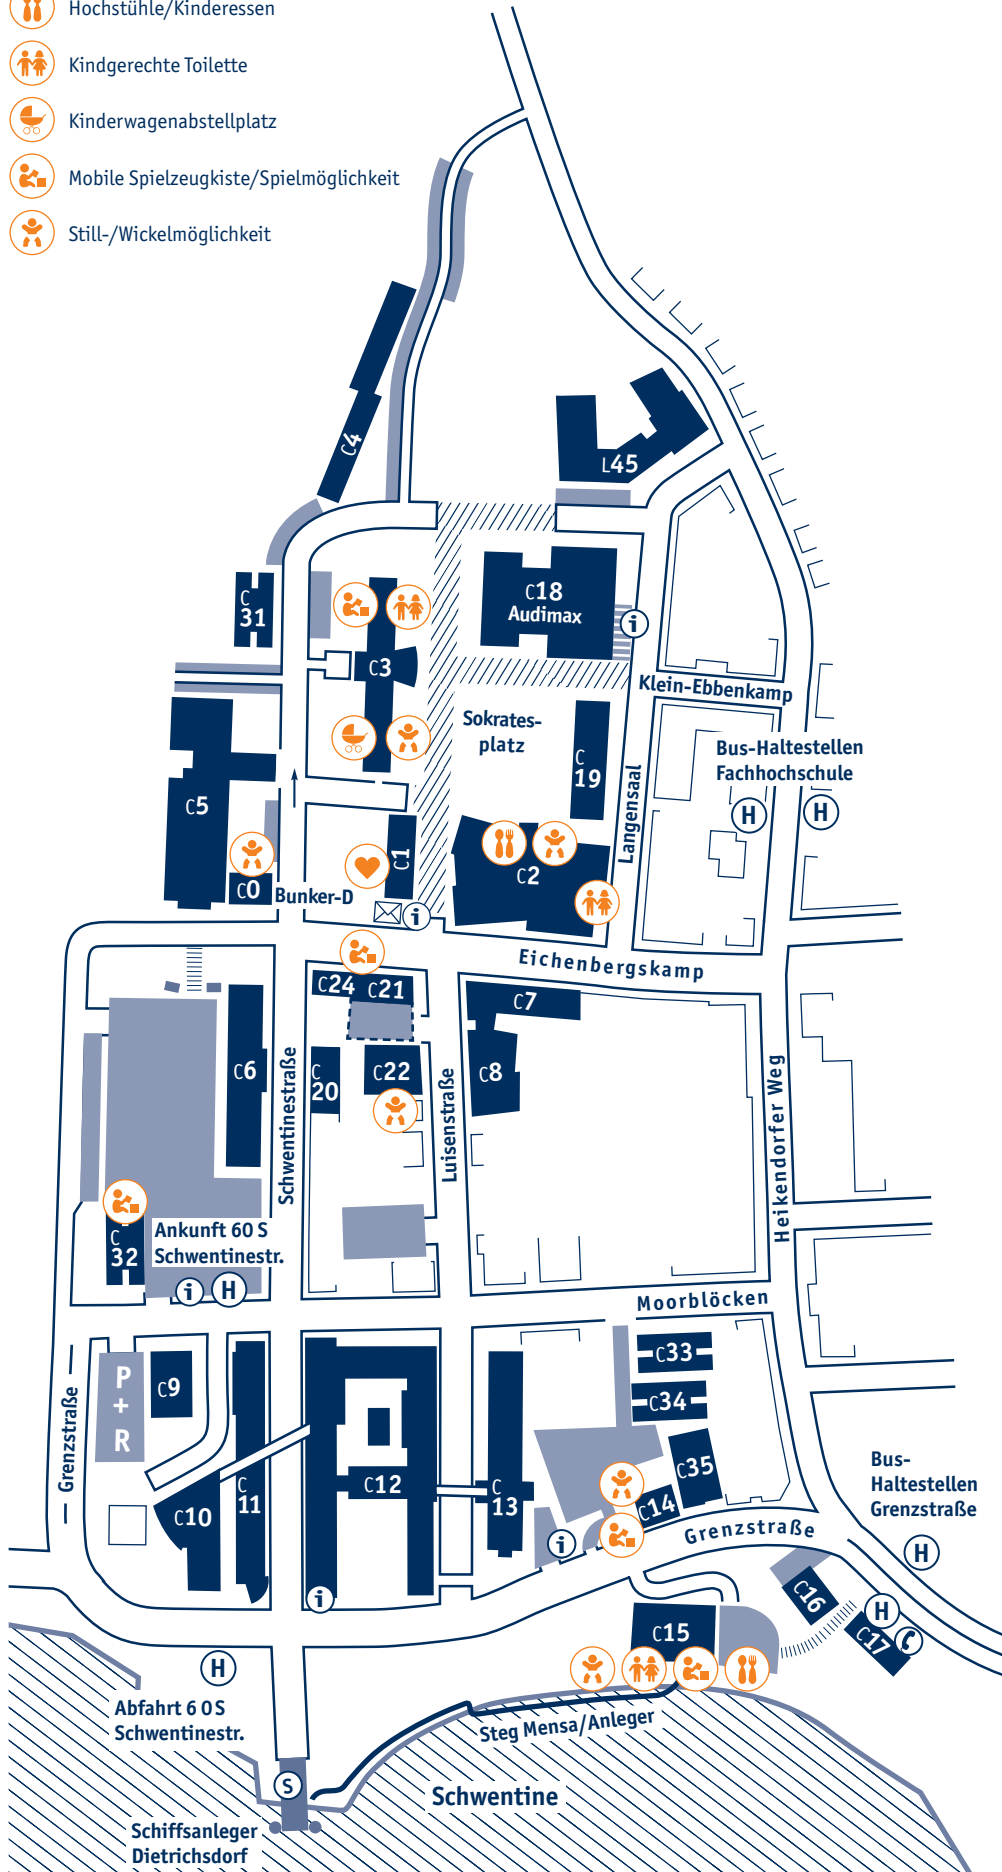 Hochstühle/Kinderessen
Kindgerechte Toilette
Kinderwagenabstellplatz
Mobile Spielzeugkiste/Spielmöglichkeit
Still-/Wickelmöglichkeit
C4
L45
C18
Audimax
i
C
31
C3
Klein-Ebbenkamp
Sokrates-
platz
C
19
Bus-Haltestellen
Fachhochschule
H
H
Langensaal
C5
C1
C2
C0
Bunker-D
i
Eichenbergskamp
C24
C21
C7
C6
C
20
C22
C8
Schwentinestraße
Luisenstraße
Heikendorfer Weg
C
32
Ankunft 60 S
Schwentinestr.
i
H
Moorblöcken
C33
C34
P
+
R
C9
Grenzstraße
C
11
C12
C
13
C35
C14
C10
Bus-
Haltestellen
Grenzstraße
H
Grenzstraße
i
i
C16
H
C17
C15
H
Abfahrt 6 0 S
Schwentinestr.
Steg Mensa/Anleger
S
Schwentine
Schiffsanleger
Dietrichsdorf